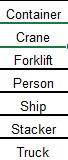 Container
Crane
Forklift
Person
Ship
Stacker
Truck